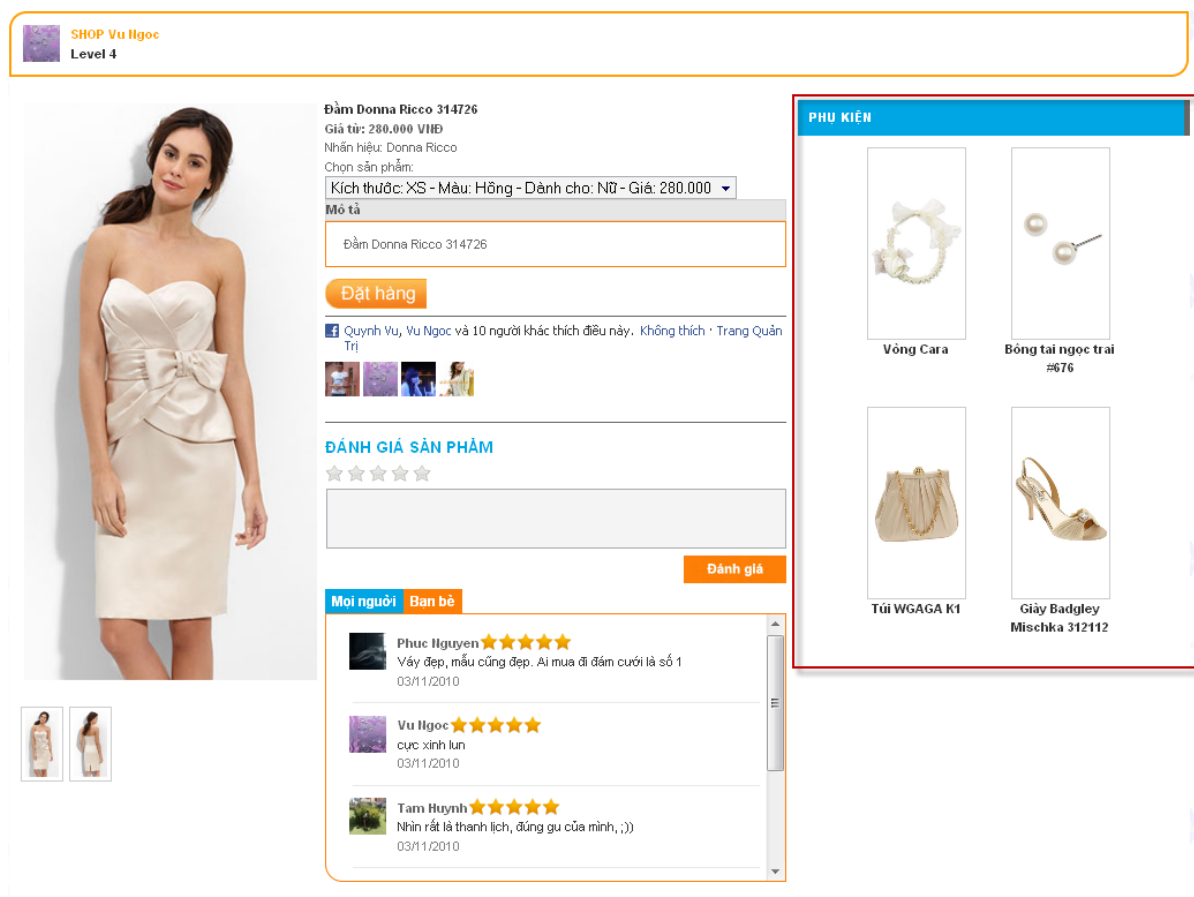 SHOP Vu Ngoc
Level 4
Đầm Donna Ricco 314726
Giá từ: 280.000 VNĐ
Nhãn hiệu: Donna Ricco
Chọn sản phẩm:
Kích thước: XS - Màu: Hồng - Dành cho: Nữ - Giá: 280.000
Mô tả
Đầm Donna Ricco 314726
Đặt hàng
Quynh Vu, Vu Ngoc và 10 người khác thích điều này. Không thích · Trang Quản
Trị
ĐÁNH GIÁ SẢN PHẨM
Đánh giá
Mọi người Bạn bè
Phuc Nguyen
Váy đẹp, mẫu cũng đẹp. Ai mua đi đám cưới là số 1
03/11/2010
Vu Ngoc
cực xinh lun
03/11/2010
Tam Huynh
Nhìn rất là thanh lịch, đúng gu của mình, ;))
03/11/2010
PHỤ KIỆN
Vòng Cara
Bông tai ngọc trai
#676
Túi WGAGA K1
Giày Badgley
Mischka 312112